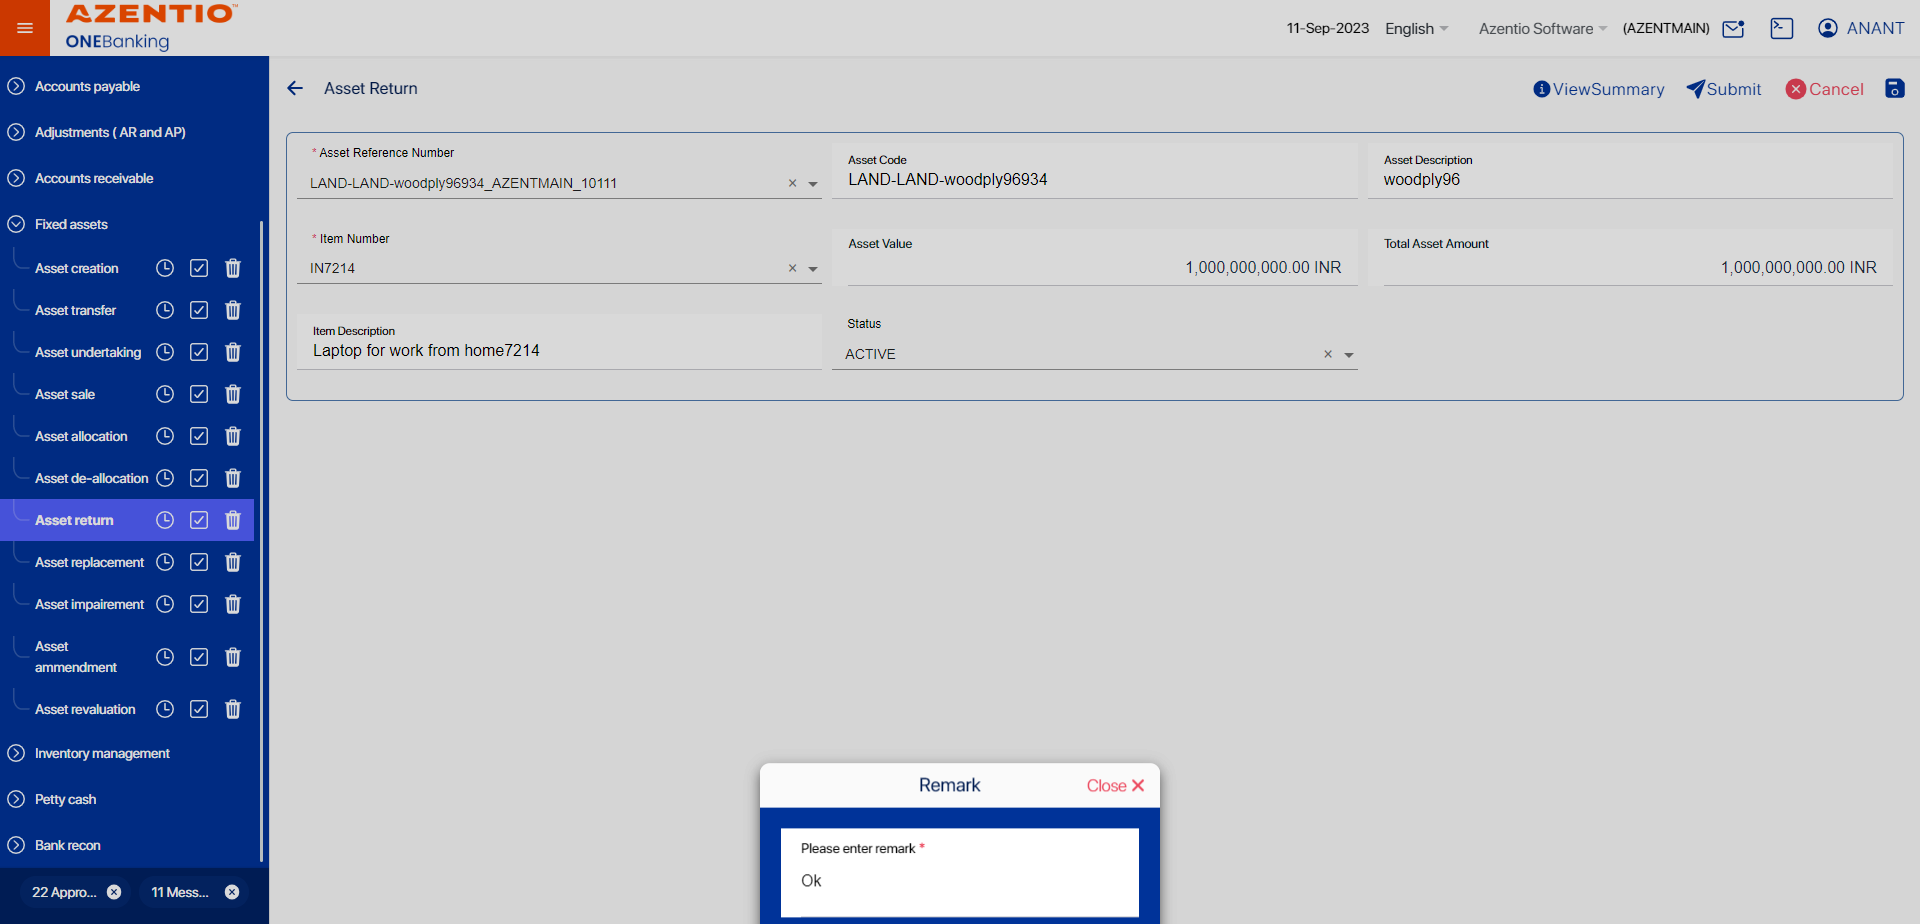 AZENTIO™
ONEBanking
11-Sep-2023 English Azentio Software (AZENTMAIN) ANANT
Accounts payable
Adjustments ( AR and AP)
Accounts receivable
Fixed assets
Asset creation
Asset transfer
Asset undertaking
Asset sale
Asset allocation
Asset de-allocation
Asset return
Asset replacement
Asset impairement
Asset
ammendment
Asset revaluation
Inventory management
Petty cash
Bank recon
22 Appro... 11 Mess...
Asset Return
ViewSummary Submit Cancel
* Asset Reference Number
LAND-LAND-woodply96934_AZENTMAIN_10111
Asset Code
LAND-LAND-woodply96934
Asset Description
woodply96
* Item Number
IN7214
Asset Value
1,000,000,000.00 INR
Total Asset Amount
1,000,000,000.00 INR
Item Description
Laptop for work from home7214
Status
ACTIVE
Remark Close
Please enter remark *
Ok